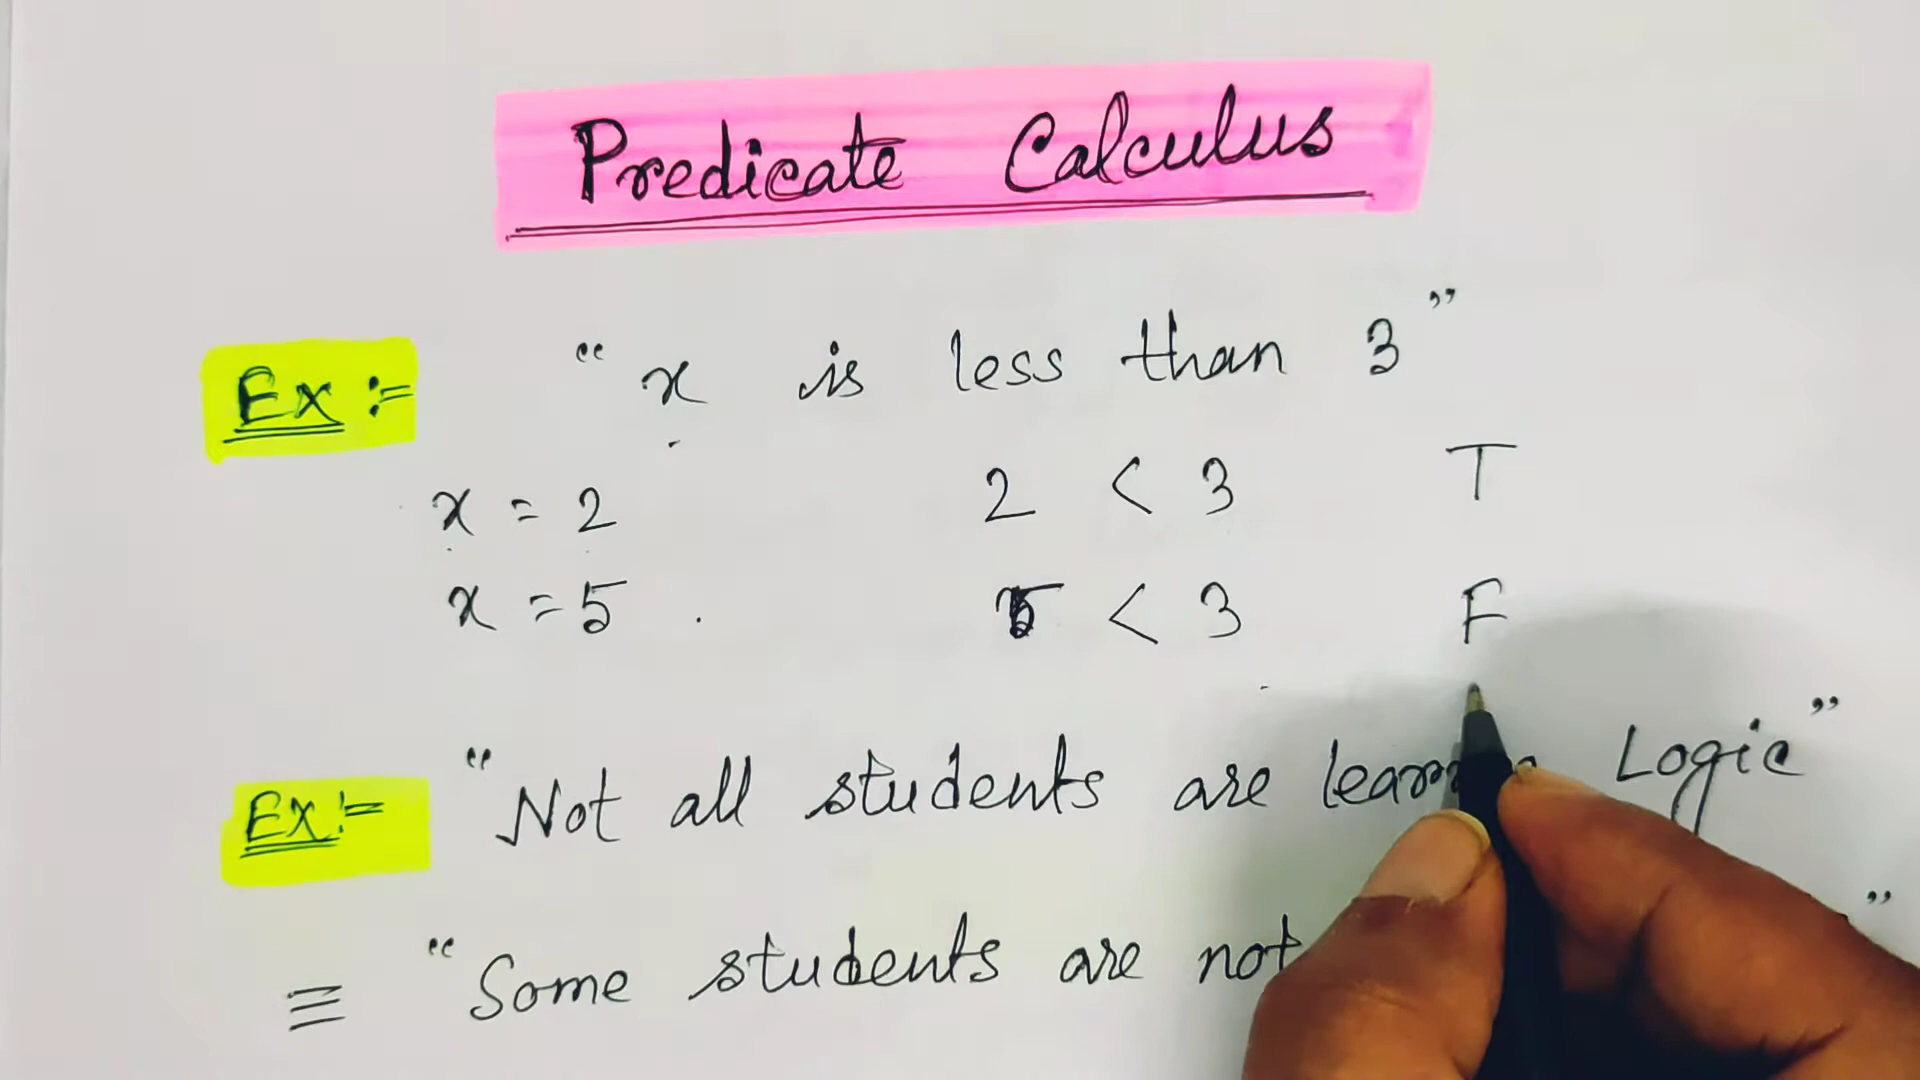 Predicate Calculus
Ex :- "x is less than 3"
x = 2 2 < 3 T
x = 5 . 5 < 3 F
Ex :- "Not all students are Logic"
≡ "Some students are not "